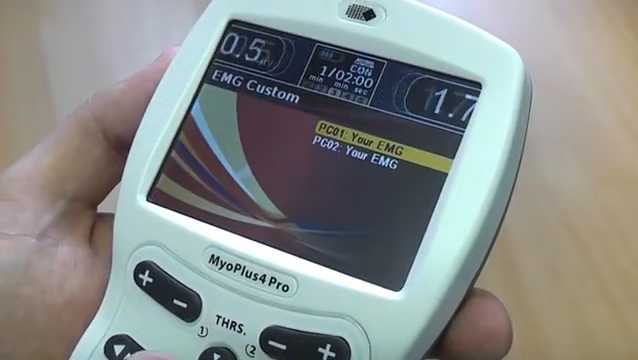 0.5
CON
1/02:00
min min sec
1.7
EMG Custom
PC01: Your EMG
PC02: Your EMG
MyoPlus4 Pro
+ -
THRS.
1 2
- +